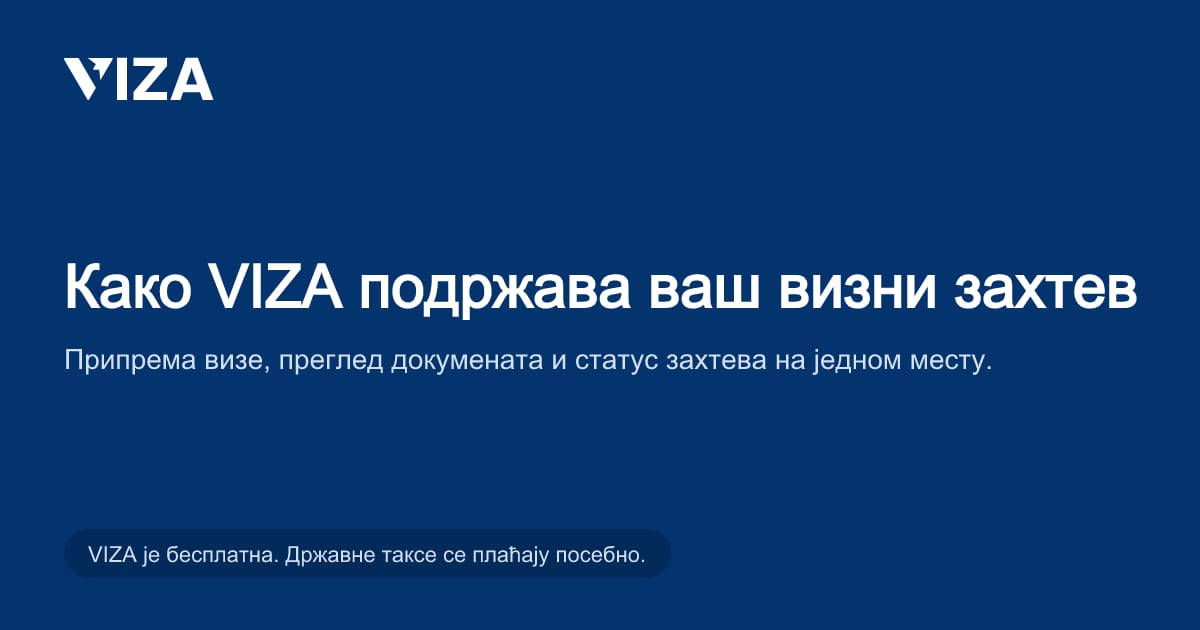 VIZA
Како VIZA подржава ваш визни захтев
Припрема визе, преглед докумената и статус захтева на једном месту.
VIZA је бесплатна. Државне таксе се плаћају посебно.